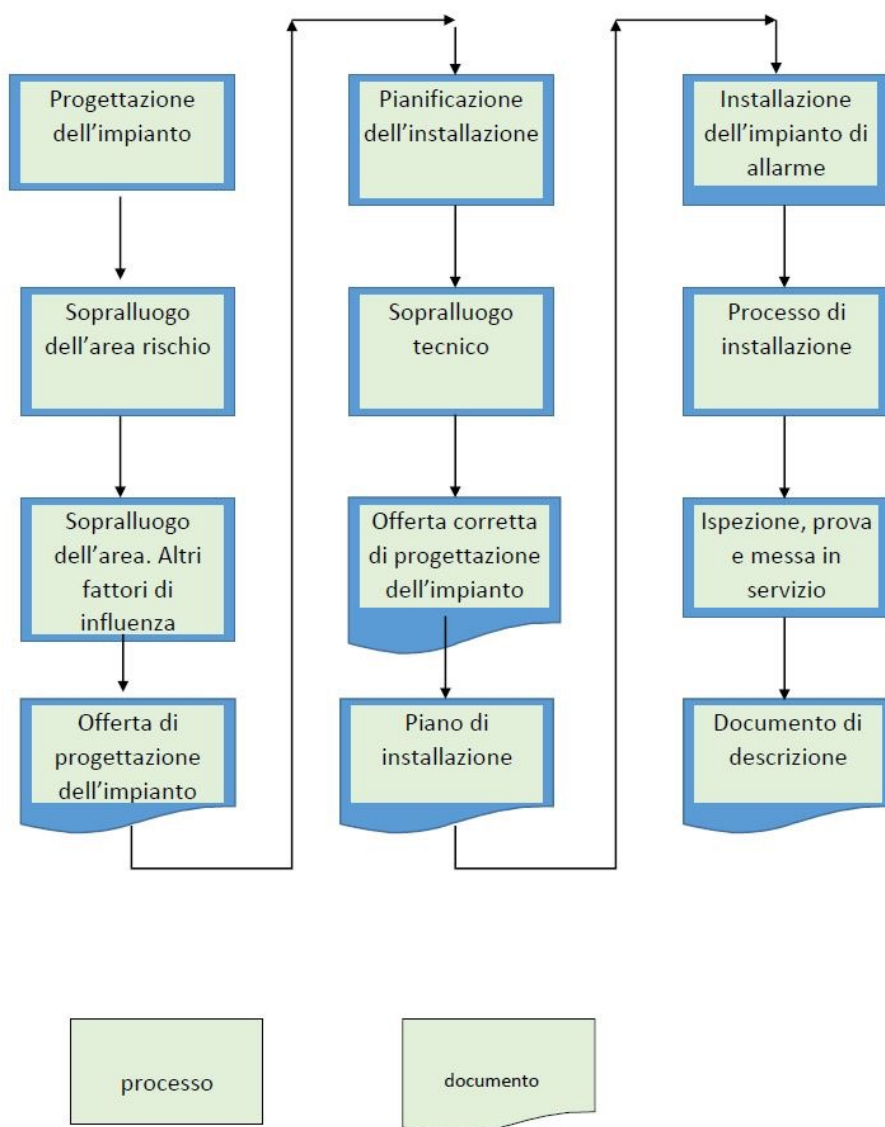 Progettazione
dell'impianto
Sopralluogo
dell'area rischio
Sopralluogo
dell'area. Altri
fattori di
influenza
Offerta di
progettazione
dell'impianto
Pianificazione
dell'installazione
Sopralluogo
tecnico
Offerta corretta
di progettazione
dell'impianto
Piano di
installazione
Installazione
dell'impianto di
allarme
Processo di
installazione
Ispezione, prova
e messa in
servizio
Documento di
descrizione
processo
documento